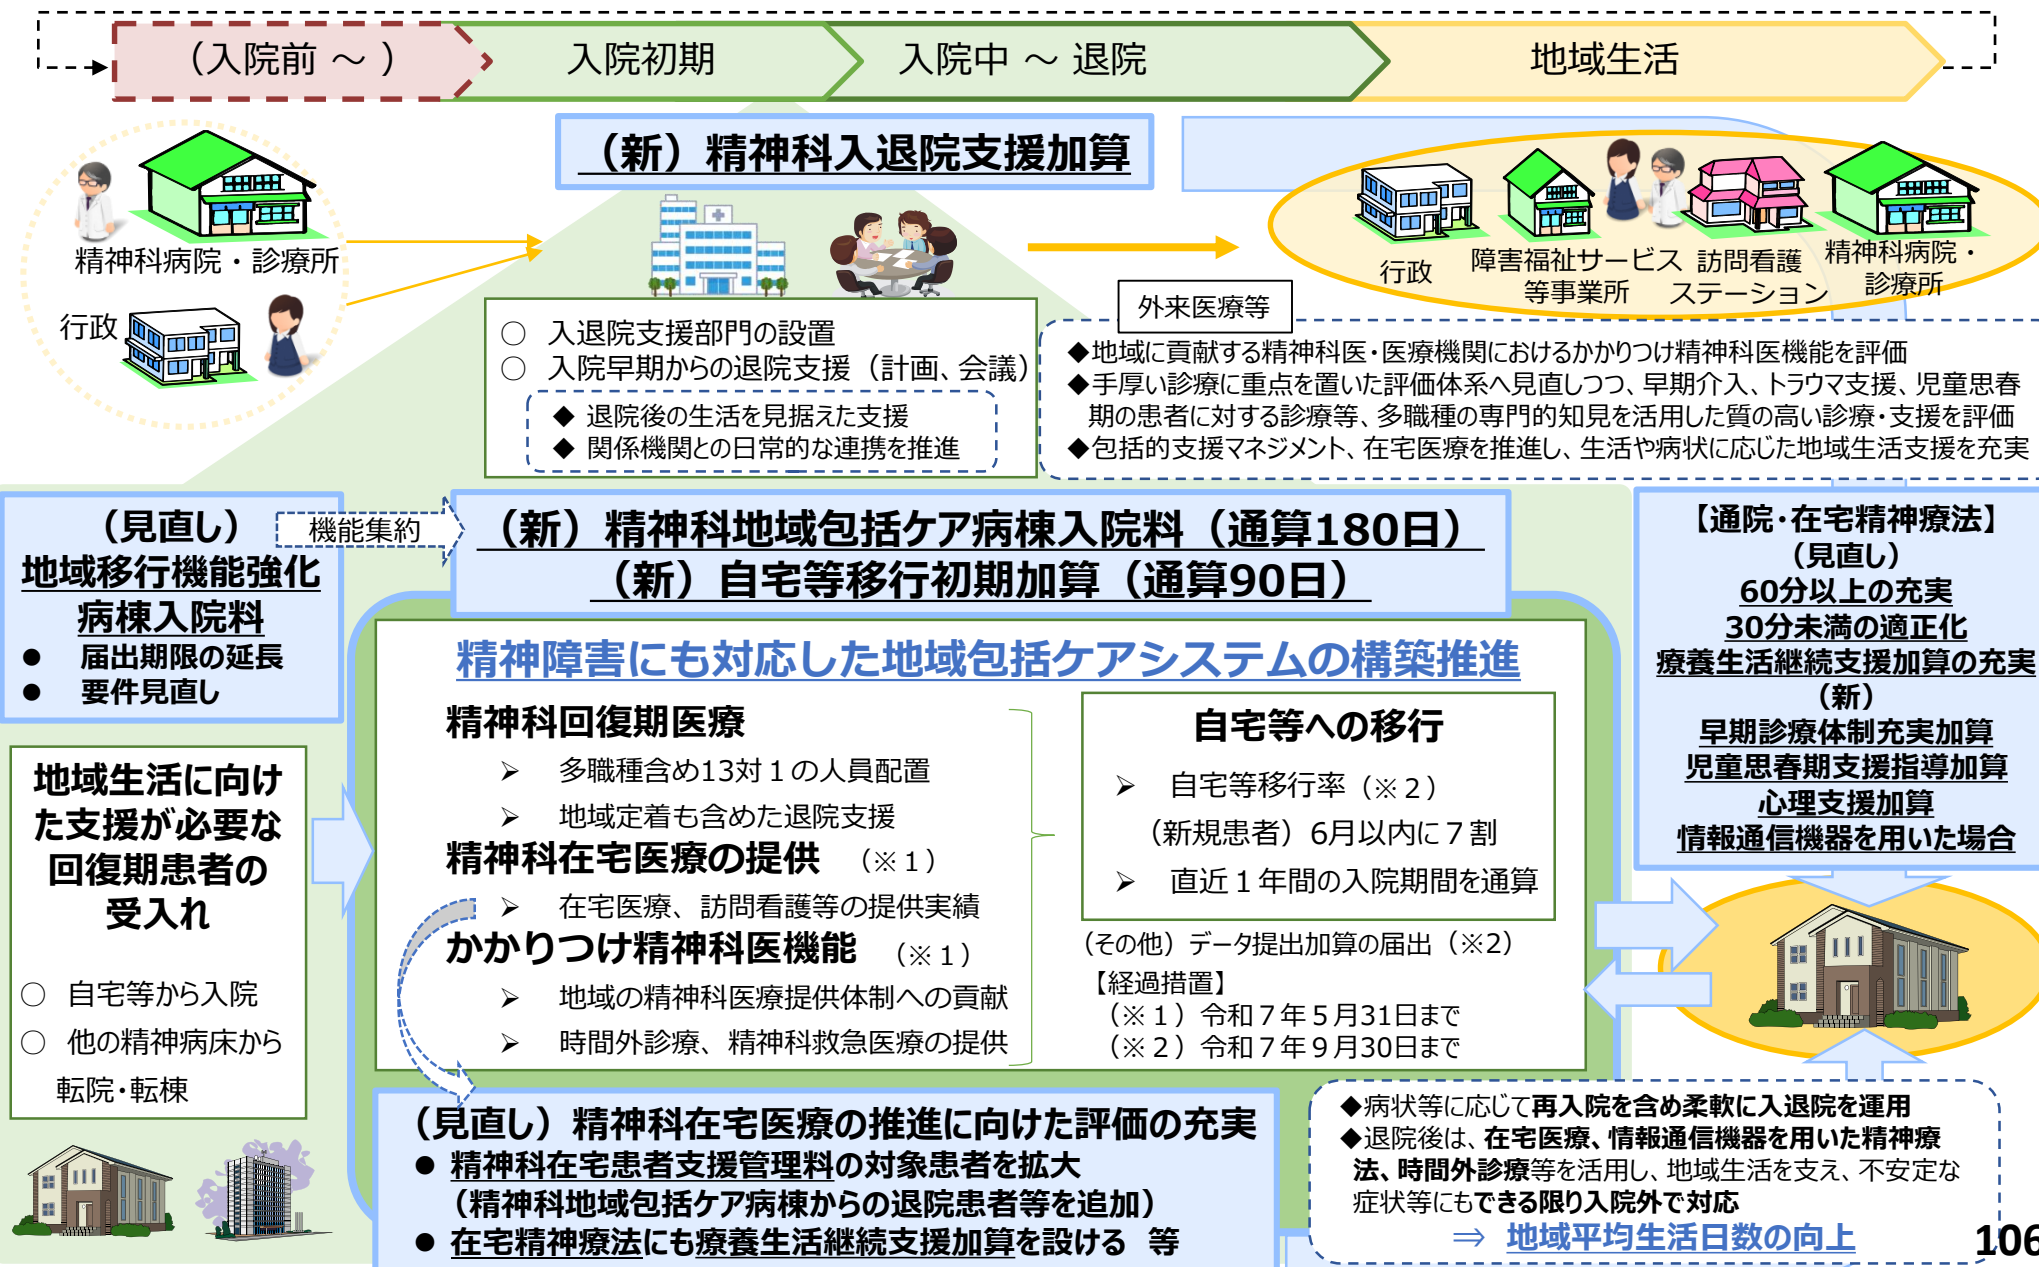 （入院前 ～ ）
入院初期
入院中 ～ 退院
地域生活
（新）精神科入退院支援加算
精神科病院・診療所
行政
○ 入退院支援部門の設置
○ 入院早期からの退院支援（計画、会議）
◆ 退院後の生活を見据えた支援
◆ 関係機関との日常的な連携を推進
行政
障害福祉サービス
等事業所
訪問看護
ステーション
精神科病院・
診療所
外来医療等
◆地域に貢献する精神科医・医療機関におけるかかりつけ精神科医機能を評価
◆手厚い診療に重点を置いた評価体系へ見直しつつ、早期介入、トラウマ支援、児童思春
期の患者に対する診療等、多職種の専門的知見を活用した質の高い診療・支援を評価
◆包括的支援マネジメント、在宅医療を推進し、生活や病状に応じた地域生活支援を充実
（見直し）
地域移行機能強化
病棟入院料
● 届出期限の延長
● 要件見直し
機能集約
（新）精神科地域包括ケア病棟入院料（通算180日）
（新）自宅等移行初期加算（通算90日）
地域生活に向け
た支援が必要な
回復期患者の
受入れ
○ 自宅等から入院
○ 他の精神病床から
転院・転棟
精神障害にも対応した地域包括ケアシステムの構築推進
精神科回復期医療
➢ 多職種含め13対１の人員配置
➢ 地域定着も含めた退院支援
精神科在宅医療の提供 （※１）
➢ 在宅医療、訪問看護等の提供実績
かかりつけ精神科医機能 （※１）
➢ 地域の精神科医療提供体制への貢献
➢ 時間外診療、精神科救急医療の提供
自宅等への移行
➢ 自宅等移行率（※２）
（新規患者）6月以内に７割
➢ 直近１年間の入院期間を通算
（その他）データ提出加算の届出（※2）
【経過措置】
（※１）令和７年５月31日まで
（※２）令和７年９月30日まで
（見直し）精神科在宅医療の推進に向けた評価の充実
● 精神科在宅患者支援管理料の対象患者を拡大
（精神科地域包括ケア病棟からの退院患者等を追加）
● 在宅精神療法にも療養生活継続支援加算を設ける 等
【通院・在宅精神療法】
（見直し）
60分以上の充実
30分未満の適正化
療養生活継続支援加算の充実
（新）
早期診療体制充実加算
児童思春期支援指導加算
心理支援加算
情報通信機器を用いた場合
◆病状等に応じて再入院を含め柔軟に入退院を運用
◆退院後は、在宅医療、情報通信機器を用いた精神療
法、時間外診療等を活用し、地域生活を支え、不安定な
症状等にもできる限り入院外で対応
⇒ 地域平均生活日数の向上
106